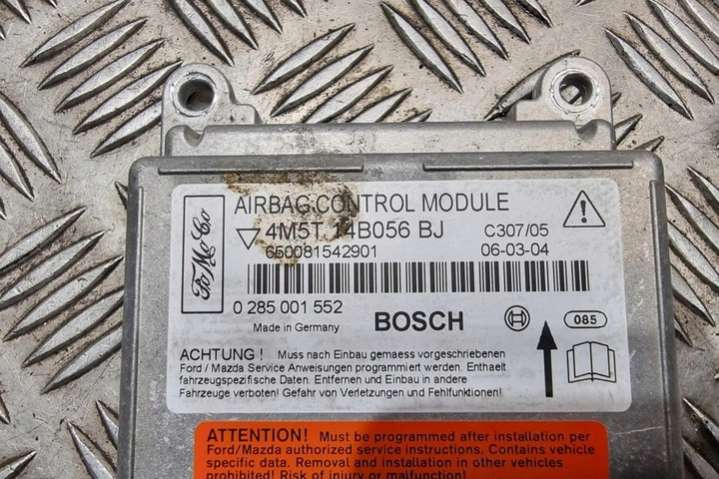 FoMoCo
AIRBAG CONTROL MODULE
4M5T 14B056 BJ
C307/05
650081542901
06-03-04
0 285 001 552
Made in Germany
BOSCH
085
ACHTUNG ! Muss nach Einbau gemaess vorgeschriebenen
Ford / Mazda Service Anweisungen programmiert werden. Enthaelt
fahrzeugspezifische Daten. Entfernen und Einbau in andere
Fahrzeuge verboten! Gefahr von Verletzungen und Fehlfunktionen!
ATTENTION! Must be programmed after installation per
Ford/Mazda authorized service instructions. Contains vehicle
specific data. Removal and installation in other vehicles
prohibited! Risk of injury or malfunction!